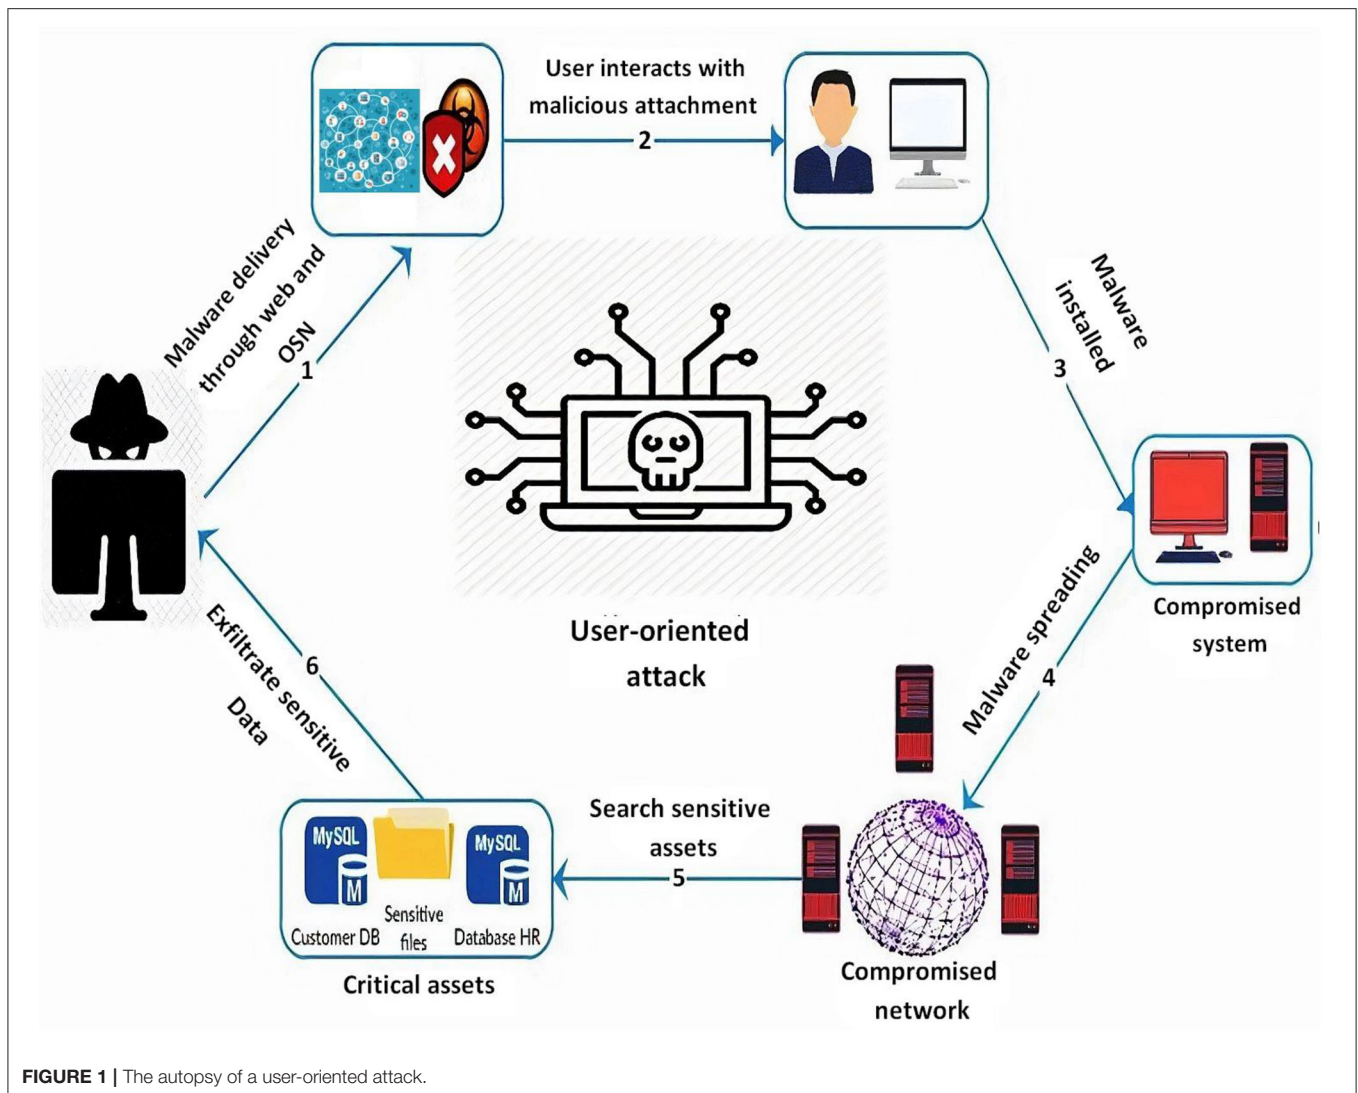 User interacts with
malicious attachment
2
Malware delivery
through web and
OSN
1
Malware
installed
3
Compromised
system
Malware spreading
4
User-oriented
attack
Exfiltrate sensitive
Data
6
Search sensitive
assets
5
MySQL
M
MySQL
M
Customer DB
Sensitive
files
Database HR
Critical assets
Compromised
network
FIGURE 1 | The autopsy of a user-oriented attack.